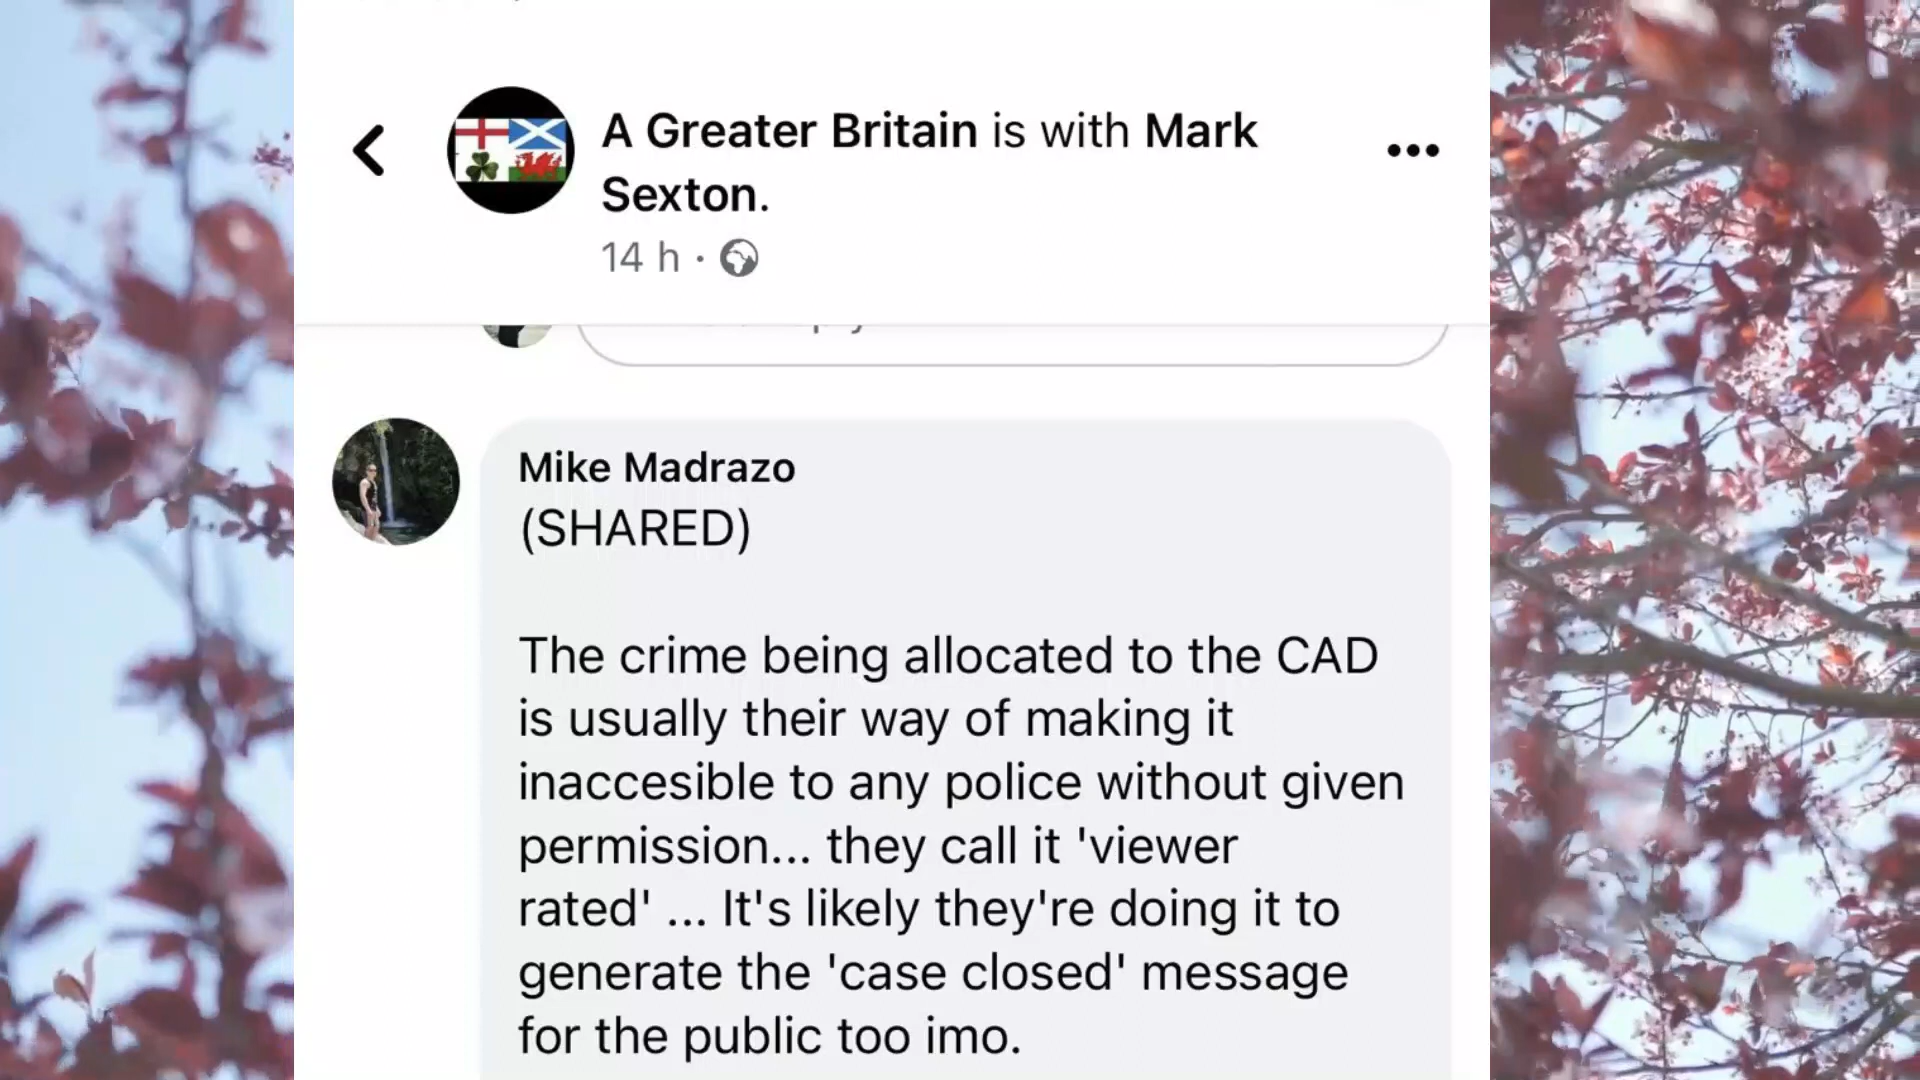 A Greater Britain is with Mark
Sexton.
14 h ·
Mike Madrazo
(SHARED)
The crime being allocated to the CAD
is usually their way of making it
inaccesible to any police without given
permission... they call it 'viewer
rated' ... It's likely they're doing it to
generate the 'case closed' message
for the public too imo.